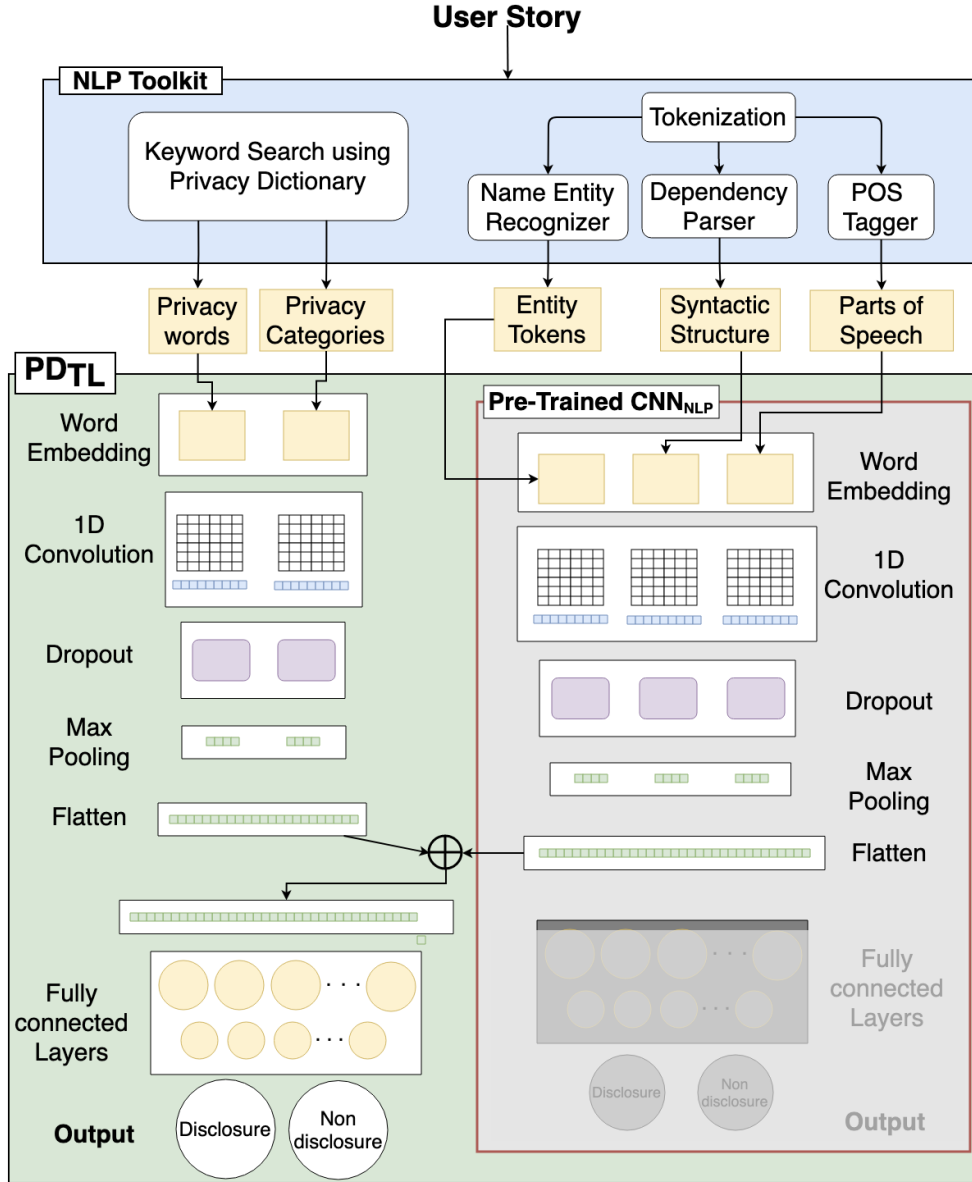 User Story
NLP Toolkit
Keyword Search using
Privacy Dictionary
Tokenization
Name Entity
Recognizer
Dependency
Parser
POS
Tagger
Privacy
words
Privacy
Categories
Entity
Tokens
Syntactic
Structure
Parts of
Speech
PDTL
Word
Embedding
1D
Convolution
Dropout
Max
Pooling
Flatten
Fully
connected
Layers
. . .
. . .
Output
Disclosure
Non
disclosure
Pre-Trained CNNNLP
Word
Embedding
1D
Convolution
Dropout
Max
Pooling
Flatten
Fully
connected
Layers
. . .
. . .
Disclosure
Non
disclosure
Output